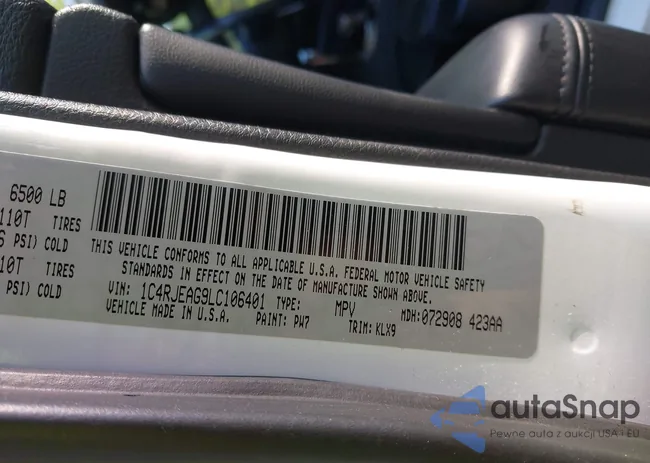 6500 LB
110T TIRES
PSI) COLD
10T TIRES
PSI) COLD
THIS VEHICLE CONFORMS TO ALL APPLICABLE U.S.A. FEDERAL MOTOR VEHICLE SAFETY
STANDARDS IN EFFECT ON THE DATE OF MANUFACTURE SHOWN ABOVE.
VIN: 1C4RJEAG9LC106401 TYPE: MPV MDH:072908 423AA
VEHICLE MADE IN U.S.A. PAINT: PW7 TRIM: KLX9
autaSnap
Pewne auta z aukcji USA i EU